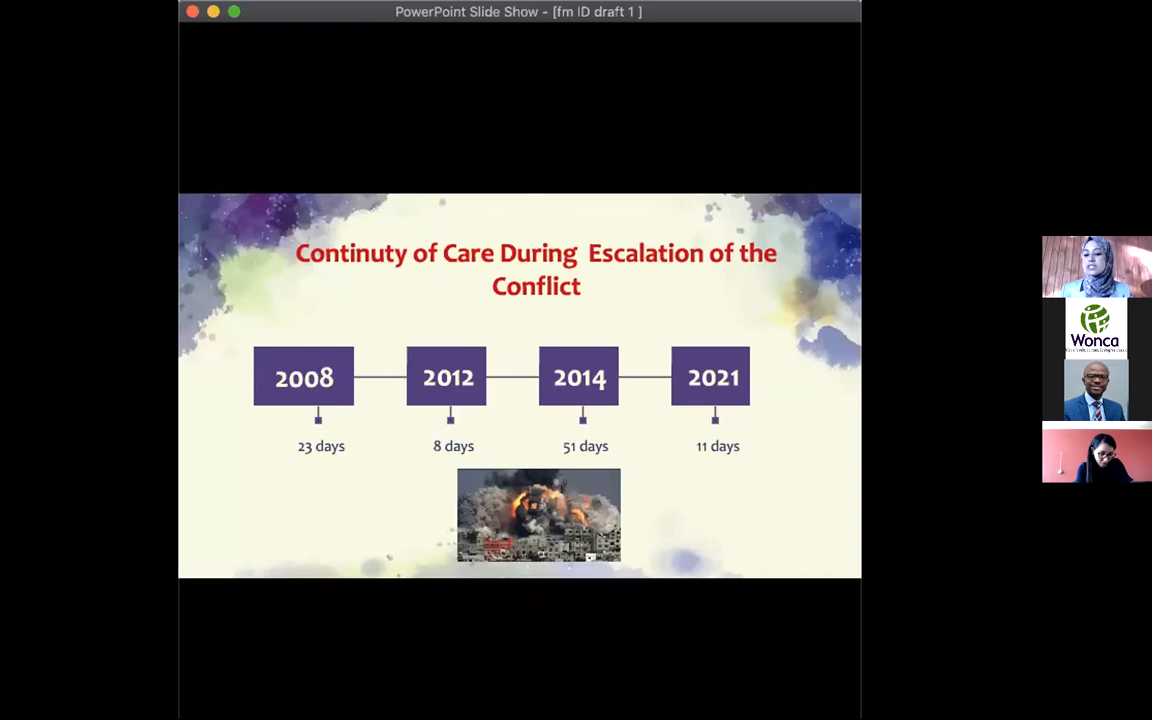 PowerPoint Slide Show - [fm ID draft 1 ]
Continuty of Care During Escalation of the
Conflict
2008
2012
2014
2021
23 days
8 days
51 days
11 days
Wonca